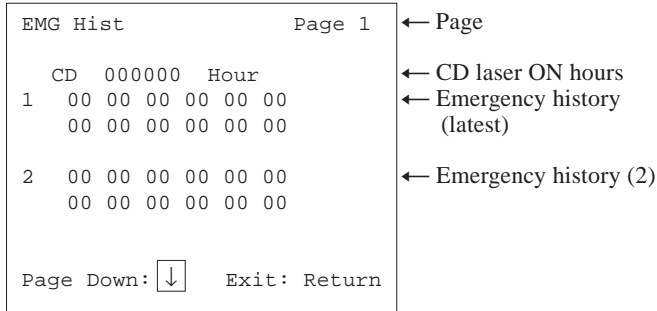 EMG Hist Page 1 ← Page
CD 000000 Hour ← CD laser ON hours
1 00 00 00 00 00 00 ← Emergency history
00 00 00 00 00 00 (latest)
2 00 00 00 00 00 00 ← Emergency history (2)
00 00 00 00 00 00
Page Down: ↓ Exit: Return